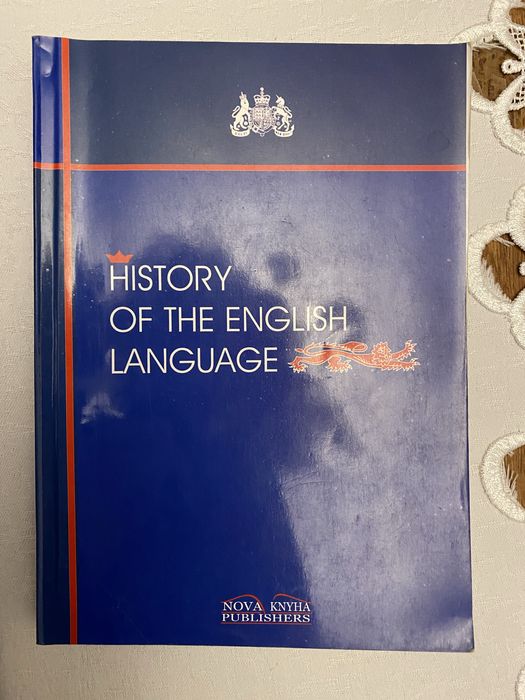 HISTORY
OF THE ENGLISH
LANGUAGE
NOVA KNYHA
PUBLISHERS